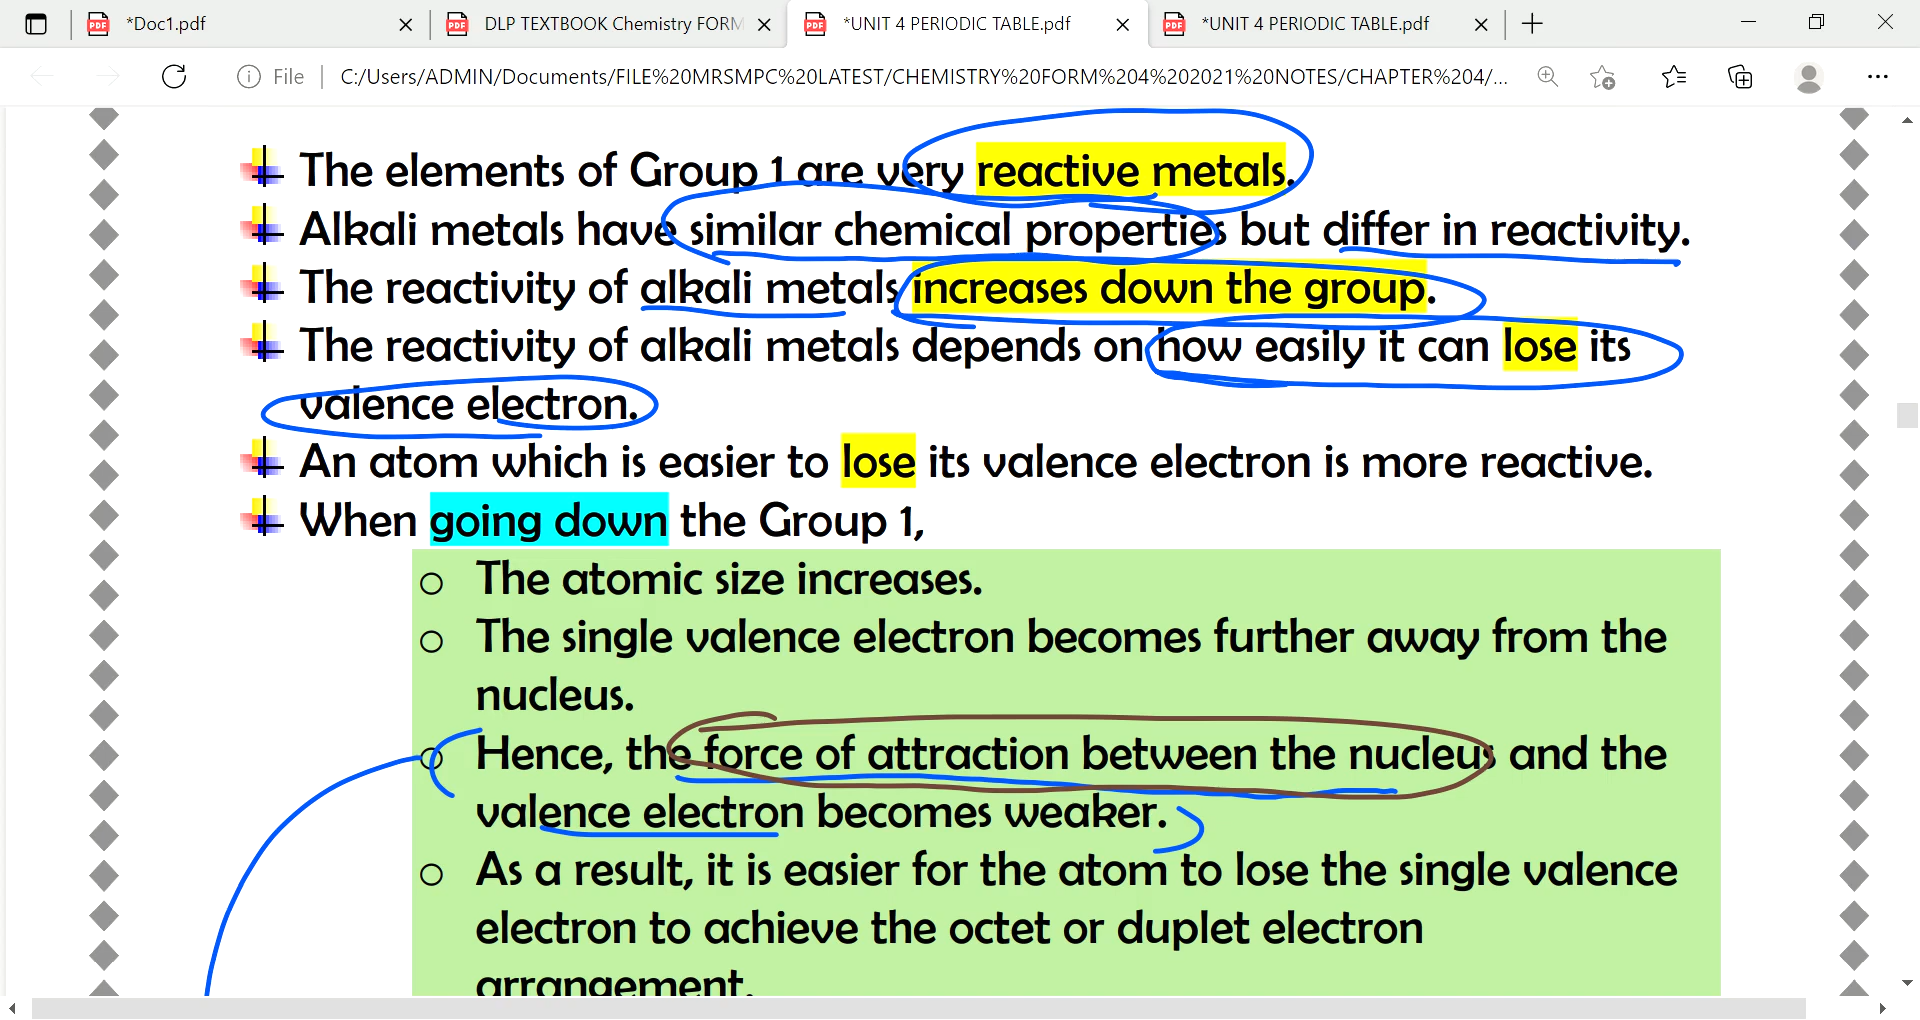 *Doc1.pdf
DLP TEXTBOOK Chemistry FORM
*UNIT 4 PERIODIC TABLE.pdf
*UNIT 4 PERIODIC TABLE.pdf
File
C:/Users/ADMIN/Documents/FILE%20MRSMPC%20LATEST/CHEMISTRY%20FORM%204%202021%20NOTES/CHAPTER%204/...
The elements of Group 1 are very reactive metals.
Alkali metals have similar chemical properties but differ in reactivity.
The reactivity of alkali metals increases down the group.
The reactivity of alkali metals depends on how easily it can lose its
valence electron.
An atom which is easier to lose its valence electron is more reactive.
When going down the Group 1,
The atomic size increases.
The single valence electron becomes further away from the
nucleus.
Hence, the force of attraction between the nucleus and the
valence electron becomes weaker.
As a result, it is easier for the atom to lose the single valence
electron to achieve the octet or duplet electron
arrangement.